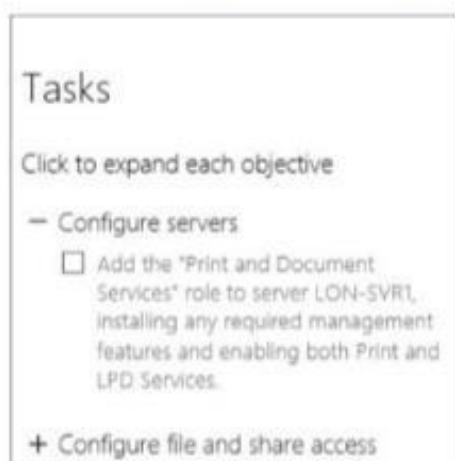 Tasks
Click to expand each objective
− Configure servers
Add the "Print and Document
Services" role to server LON-SVR1,
installing any required management
features and enabling both Print and
LPD Services.
+ Configure file and share access